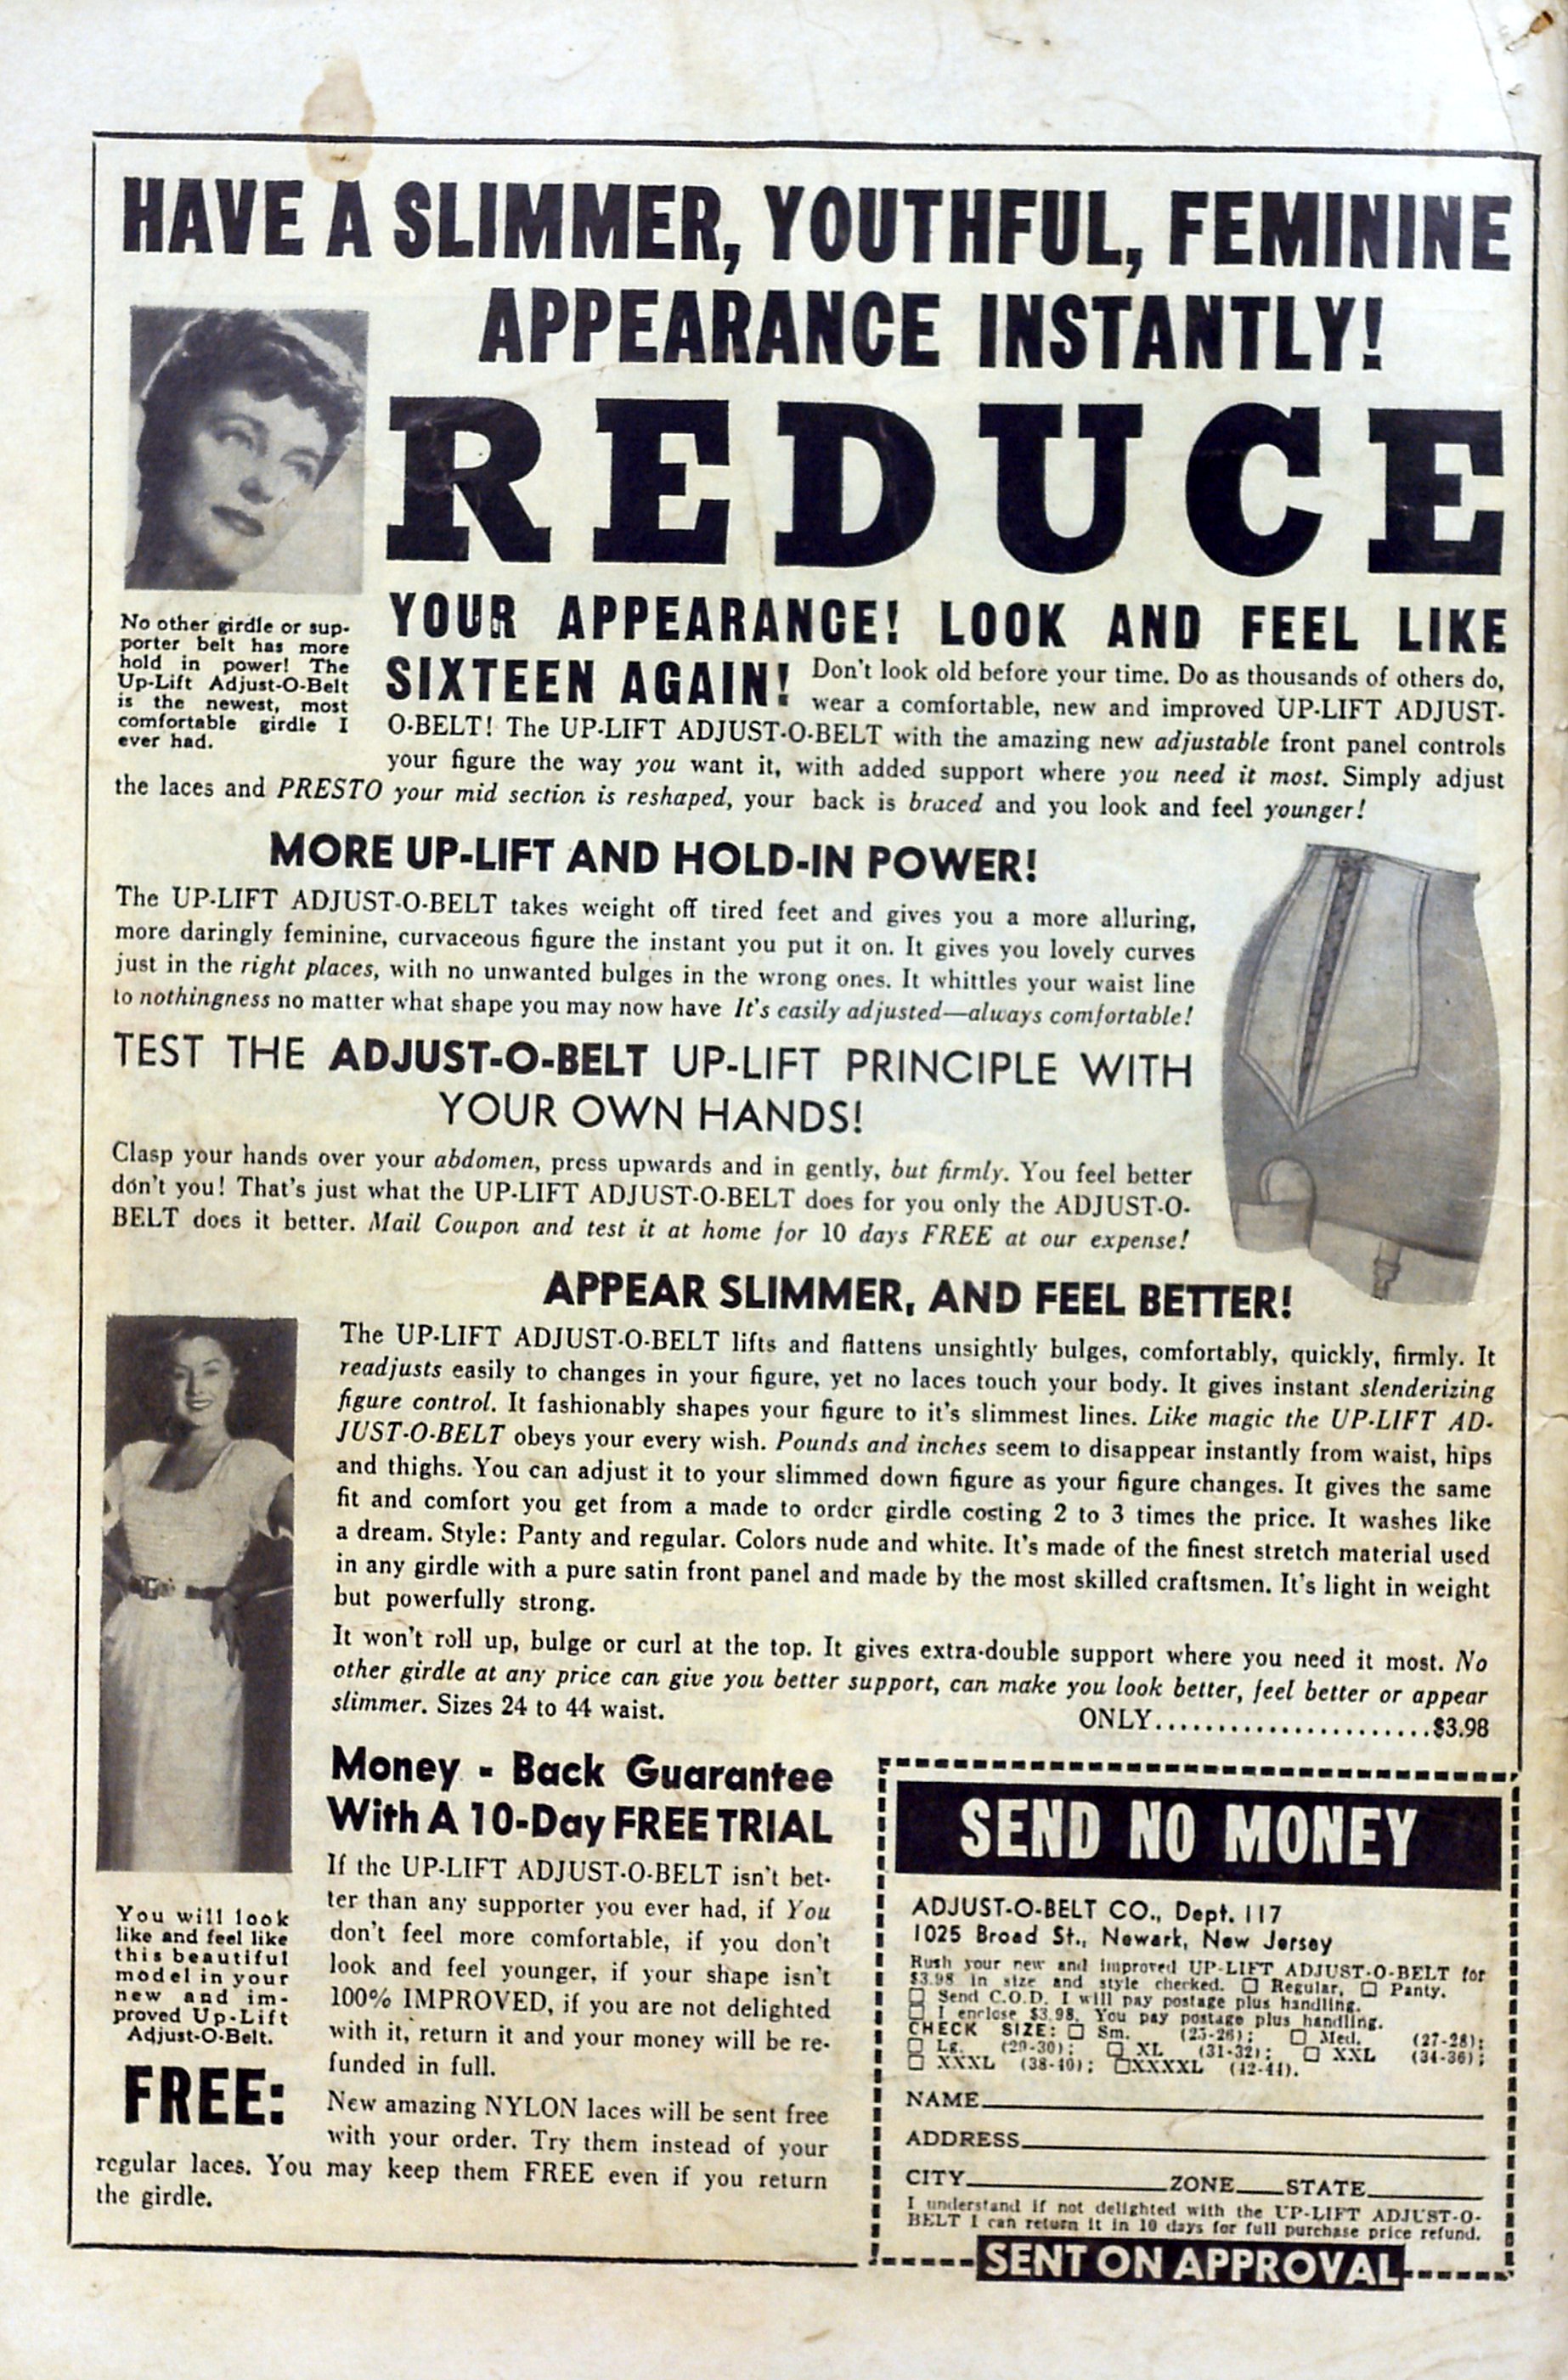 HAVE A SLIMMER, YOUTHFUL, FEMININE
APPEARANCE INSTANTLY!
REDUCE
YOUR APPEARANCE! LOOK AND FEEL LIKE
SIXTEEN AGAIN! Don't look old before your time. Do as thousands of others do,
wear a comfortable, new and improved UP-LIFT ADJUST-
O-BELT! The UP-LIFT ADJUST-O-BELT with the amazing new adjustable front panel controls
your figure the way you want it, with added support where you need it most. Simply adjust
the laces and PRESTO your mid section is reshaped, your back is braced and you look and feel younger!
No other girdle or sup-
porter belt has more
hold in power! The
Up-Lift Adjust-O-Belt
is the newest, most
comfortable girdle I
ever had.
MORE UP-LIFT AND HOLD-IN POWER!
The UP-LIFT ADJUST-O-BELT takes weight off tired feet and gives you a more alluring,
more daringly feminine, curvaceous figure the instant you put it on. It gives you lovely curves
just in the right places, with no unwanted bulges in the wrong ones. It whittles your waist line
to nothingness no matter what shape you may now have It's easily adjusted—always comfortable!
TEST THE ADJUST-O-BELT UP-LIFT PRINCIPLE WITH
YOUR OWN HANDS!
Clasp your hands over your abdomen, press upwards and in gently, but firmly. You feel better
don't you! That's just what the UP-LIFT ADJUST-O-BELT does for you only the ADJUST-O-
BELT does it better. Mail Coupon and test it at home for 10 days FREE at our expense!
APPEAR SLIMMER, AND FEEL BETTER!
The UP-LIFT ADJUST-O-BELT lifts and flattens unsightly bulges, comfortably, quickly, firmly. It
readjusts easily to changes in your figure, yet no laces touch your body. It gives instant slenderizing
figure control. It fashionably shapes your figure to it's slimmest lines. Like magic the UP-LIFT AD-
JUST-O-BELT obeys your every wish. Pounds and inches seem to disappear instantly from waist, hips
and thighs. You can adjust it to your slimmed down figure as your figure changes. It gives the same
fit and comfort you get from a made to order girdle costing 2 to 3 times the price. It washes like
a dream. Style: Panty and regular. Colors nude and white. It's made of the finest stretch material used
in any girdle with a pure satin front panel and made by the most skilled craftsmen. It's light in weight
but powerfully strong.
It won't roll up, bulge or curl at the top. It gives extra-double support where you need it most. No
other girdle at any price can give you better support, can make you look better, feel better or appear
slimmer. Sizes 24 to 44 waist.
ONLY......................$3.98
You will look
like and feel like
this beautiful
model in your
new and im-
proved Up-Lift
Adjust-O-Belt.
Money - Back Guarantee
With A 10-Day FREE TRIAL
If the UP-LIFT ADJUST-O-BELT isn't bet-
ter than any supporter you ever had, if You
don't feel more comfortable, if you don't
look and feel younger, if your shape isn't
100% IMPROVED, if you are not delighted
with it, return it and your money will be re-
funded in full.
FREE:
New amazing NYLON laces will be sent free
with your order. Try them instead of your
regular laces. You may keep them FREE even if you return
the girdle.
SEND NO MONEY
ADJUST-O-BELT CO., Dept. 117
1025 Broad St., Newark, New Jersey
Rush your new and improved UP-LIFT ADJUST-O-BELT for
$3.98 in size and style checked. ☐ Regular, ☐ Panty.
☐ Send C.O.D. I will pay postage plus handling.
☐ I enclose $3.98. You pay postage plus handling.
CHECK SIZE: ☐ Sm. (25-26); ☐ Med. (27-28);
☐ Lg. (29-30); ☐ XL (31-32); ☐ XXL (34-36);
☐ XXXL (38-40); ☐XXXXL (42-44).
NAME
ADDRESS
CITY ZONE STATE
I understand if not delighted with the UP-LIFT ADJUST-O-
BELT I can return it in 10 days for full purchase price refund.
SENT ON APPROVAL